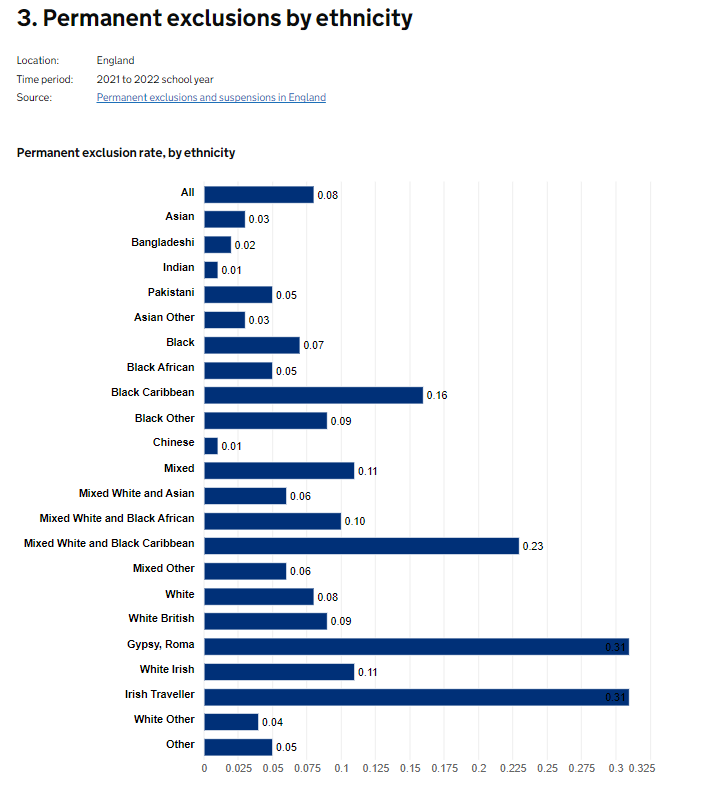 3. Permanent exclusions by ethnicity
Location: England
Time period: 2021 to 2022 school year
Source: Permanent exclusions and suspensions in England
Permanent exclusion rate, by ethnicity
All 0.08
Asian 0.03
Bangladeshi 0.02
Indian 0.01
Pakistani 0.05
Asian Other 0.03
Black 0.07
Black African 0.05
Black Caribbean 0.16
Black Other 0.09
Chinese 0.01
Mixed 0.11
Mixed White and Asian 0.06
Mixed White and Black African 0.10
Mixed White and Black Caribbean 0.23
Mixed Other 0.06
White 0.08
White British 0.09
Gypsy, Roma 0.31
White Irish 0.11
Irish Traveller 0.31
White Other 0.04
Other 0.05
0 0.025 0.05 0.075 0.1 0.125 0.15 0.175 0.2 0.225 0.25 0.275 0.3 0.325